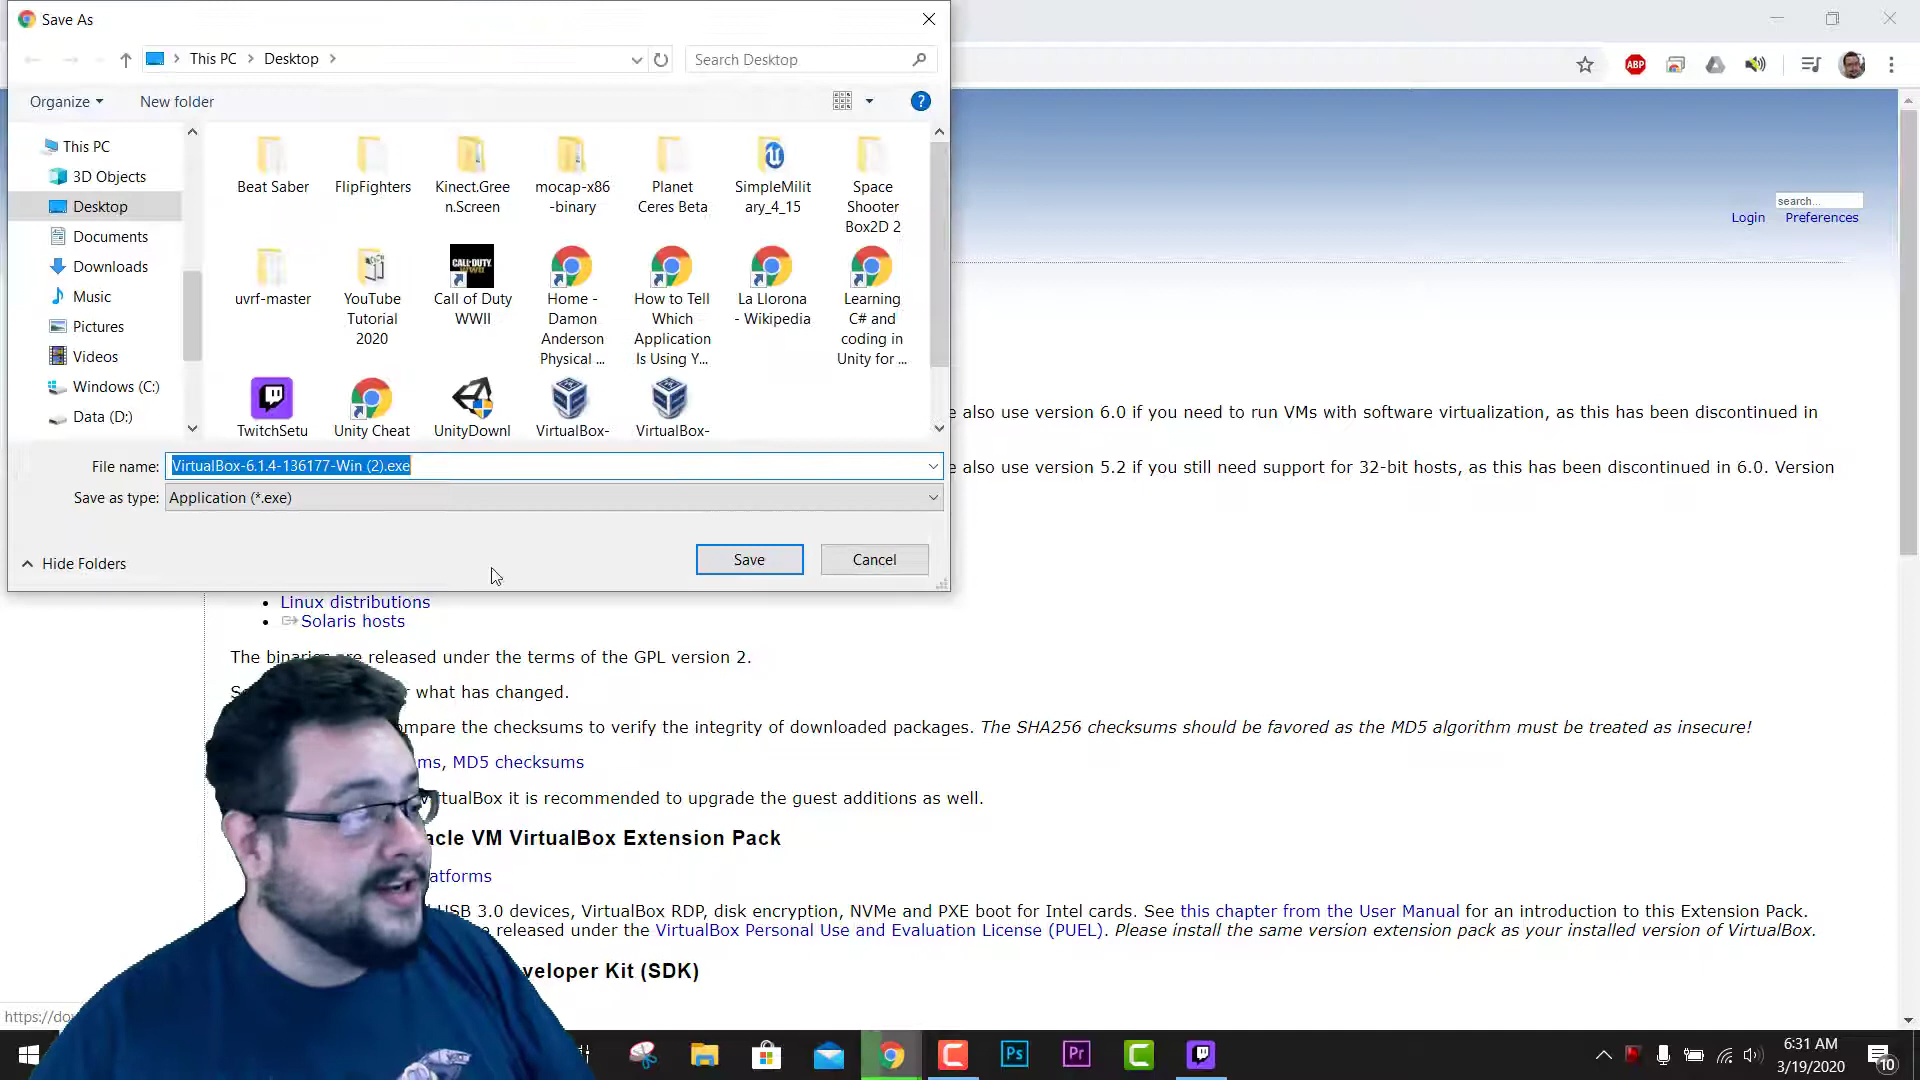 Save As
This PC
Desktop
Search Desktop
Organize
New folder
This PC
3D Objects
Desktop
Documents
Downloads
Music
Pictures
Videos
Windows (C:)
Data (D:)
Beat Saber
FlipFighters
Kinect.Gree
n.Screen
mocap-x86
-binary
Planet
Ceres Beta
SimpleMilit
ary_4_15
Space
Shooter
Box2D 2
uvrf-master
YouTube
Tutorial
2020
CALL OF DUTY
Call of Duty
WWII
Home -
Damon
Anderson
Physical ...
How to Tell
Which
Application
Is Using Y...
La Llorona
- Wikipedia
Learning
C# and
coding in
Unity for ...
TwitchSetu
Unity Cheat
UnityDownl
VirtualBox-
VirtualBox-
File name:
VirtualBox-6.1.4-136177-Win (2).exe
Save as type:
Application (*.exe)
Hide Folders
Save
Cancel
ABP
search...
Login
Preferences
also use version 6.0 if you need to run VMs with software virtualization, as this has been discontinued in
also use version 5.2 if you still need support for 32-bit hosts, as this has been discontinued in 6.0. Version
Linux distributions
Solaris hosts
The binaries are released under the terms of the GPL version 2.
what has changed.
compare the checksums to verify the integrity of downloaded packages. The SHA256 checksums should be favored as the MD5 algorithm must be treated as insecure!
MD5 checksums
VirtualBox it is recommended to upgrade the guest additions as well.
VM VirtualBox Extension Pack
USB 3.0 devices, VirtualBox RDP, disk encryption, NVMe and PXE boot for Intel cards. See this chapter from the User Manual for an introduction to this Extension Pack.
released under the VirtualBox Personal Use and Evaluation License (PUEL). Please install the same version extension pack as your installed version of VirtualBox.
Kit (SDK)
Ps
Pr
C
6:31 AM
3/19/2020
10